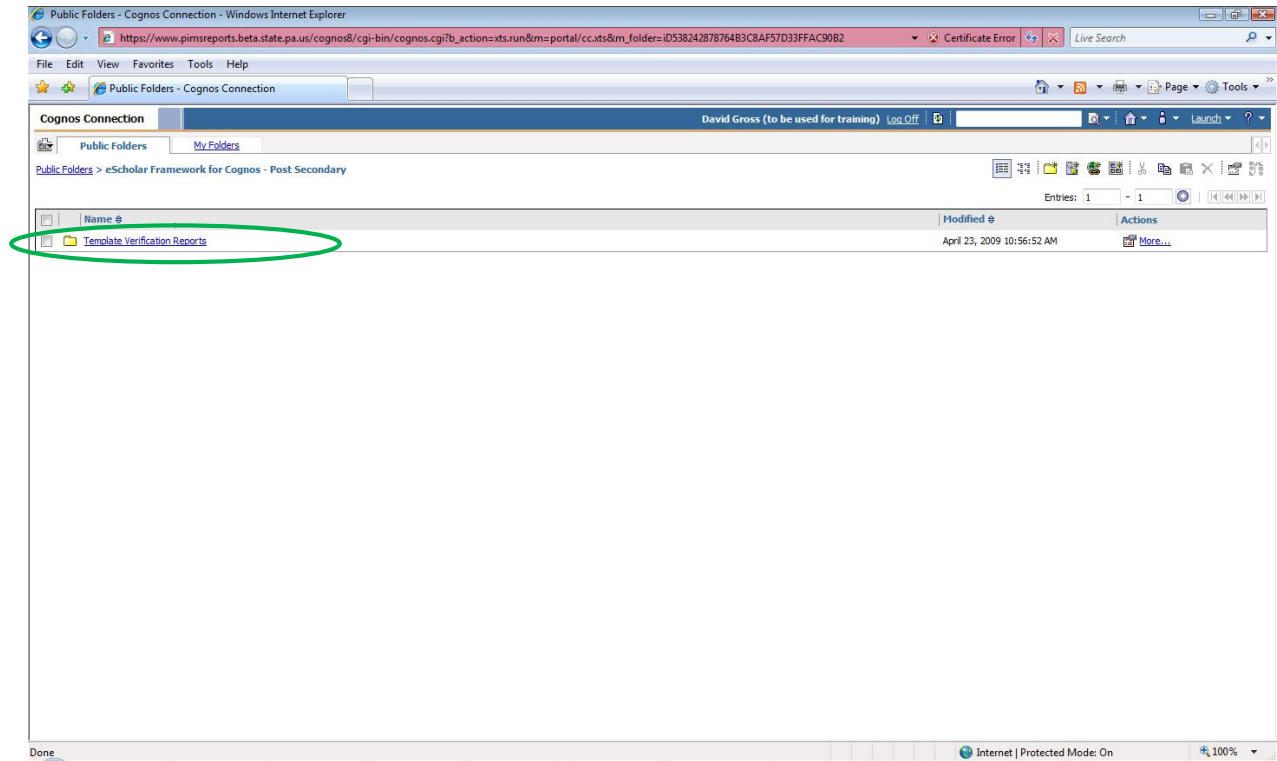 Public Folders - Cognos Connection - Windows Internet Explorer
https://www.pimsreports.beta.state.pa.us/cognos8/cgi-bin/cognos.cgi?b_action=xts.run&m=portal/cc.xts&m_folder=iD538242878764B3C8AF57D33FFAC90B2 Certificate Error Live Search
File Edit View Favorites Tools Help
Public Folders - Cognos Connection Page Tools »
Cognos Connection David Gross (to be used for training) Log Off Launch ?
Public Folders My Folders
Public Folders > eScholar Framework for Cognos - Post Secondary
Entries: 1 - 1
Name Modified Actions
Template Verification Reports April 23, 2009 10:56:52 AM More...
Done Internet | Protected Mode: On 100%